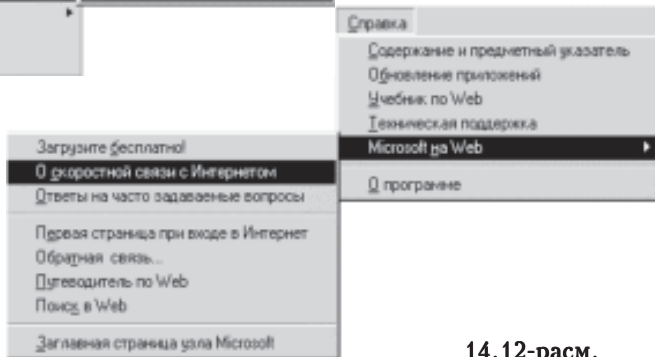 Справка
Содержание и предметный указатель
Обновление приложений
Учебник по Web
Техническая поддержка
Microsoft на Web
О программе
Загрузите бесплатно!
О скоростной связи с Интернетом
Ответы на часто задаваемые вопросы
Первая страница при входе в Интернет
Обратная связь...
Путеводитель по Web
Поиск в Web
Заглавная страница узла Microsoft
14.12-расм.